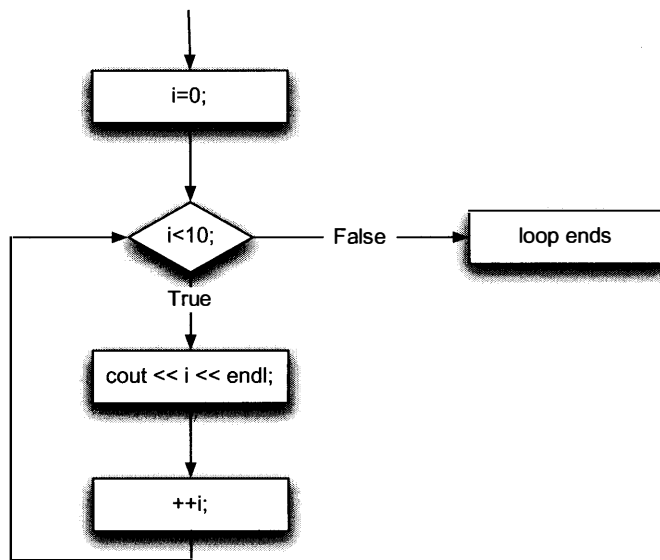 i=0;
i<10;
False
loop ends
True
cout << i << endl;
++i;